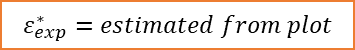 ε*exp = estimated from plot